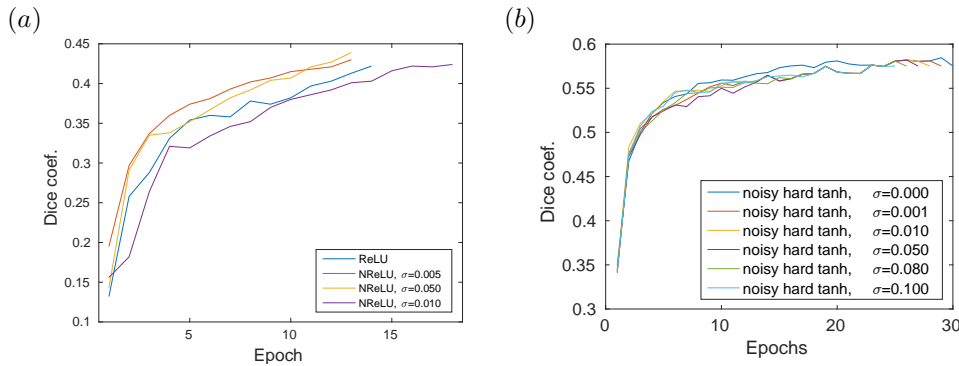 (a)
0.45
0.4
0.35
0.3
0.25
0.2
0.15
0.1
Dice coef.
5
10
15
Epoch
ReLU
NReLU, σ=0.005
NReLU, σ=0.050
NReLU, σ=0.010
(b)
0.6
0.55
0.5
0.45
0.4
0.35
0.3
Dice coef.
0
10
20
30
Epochs
noisy hard tanh, σ=0.000
noisy hard tanh, σ=0.001
noisy hard tanh, σ=0.010
noisy hard tanh, σ=0.050
noisy hard tanh, σ=0.080
noisy hard tanh, σ=0.100